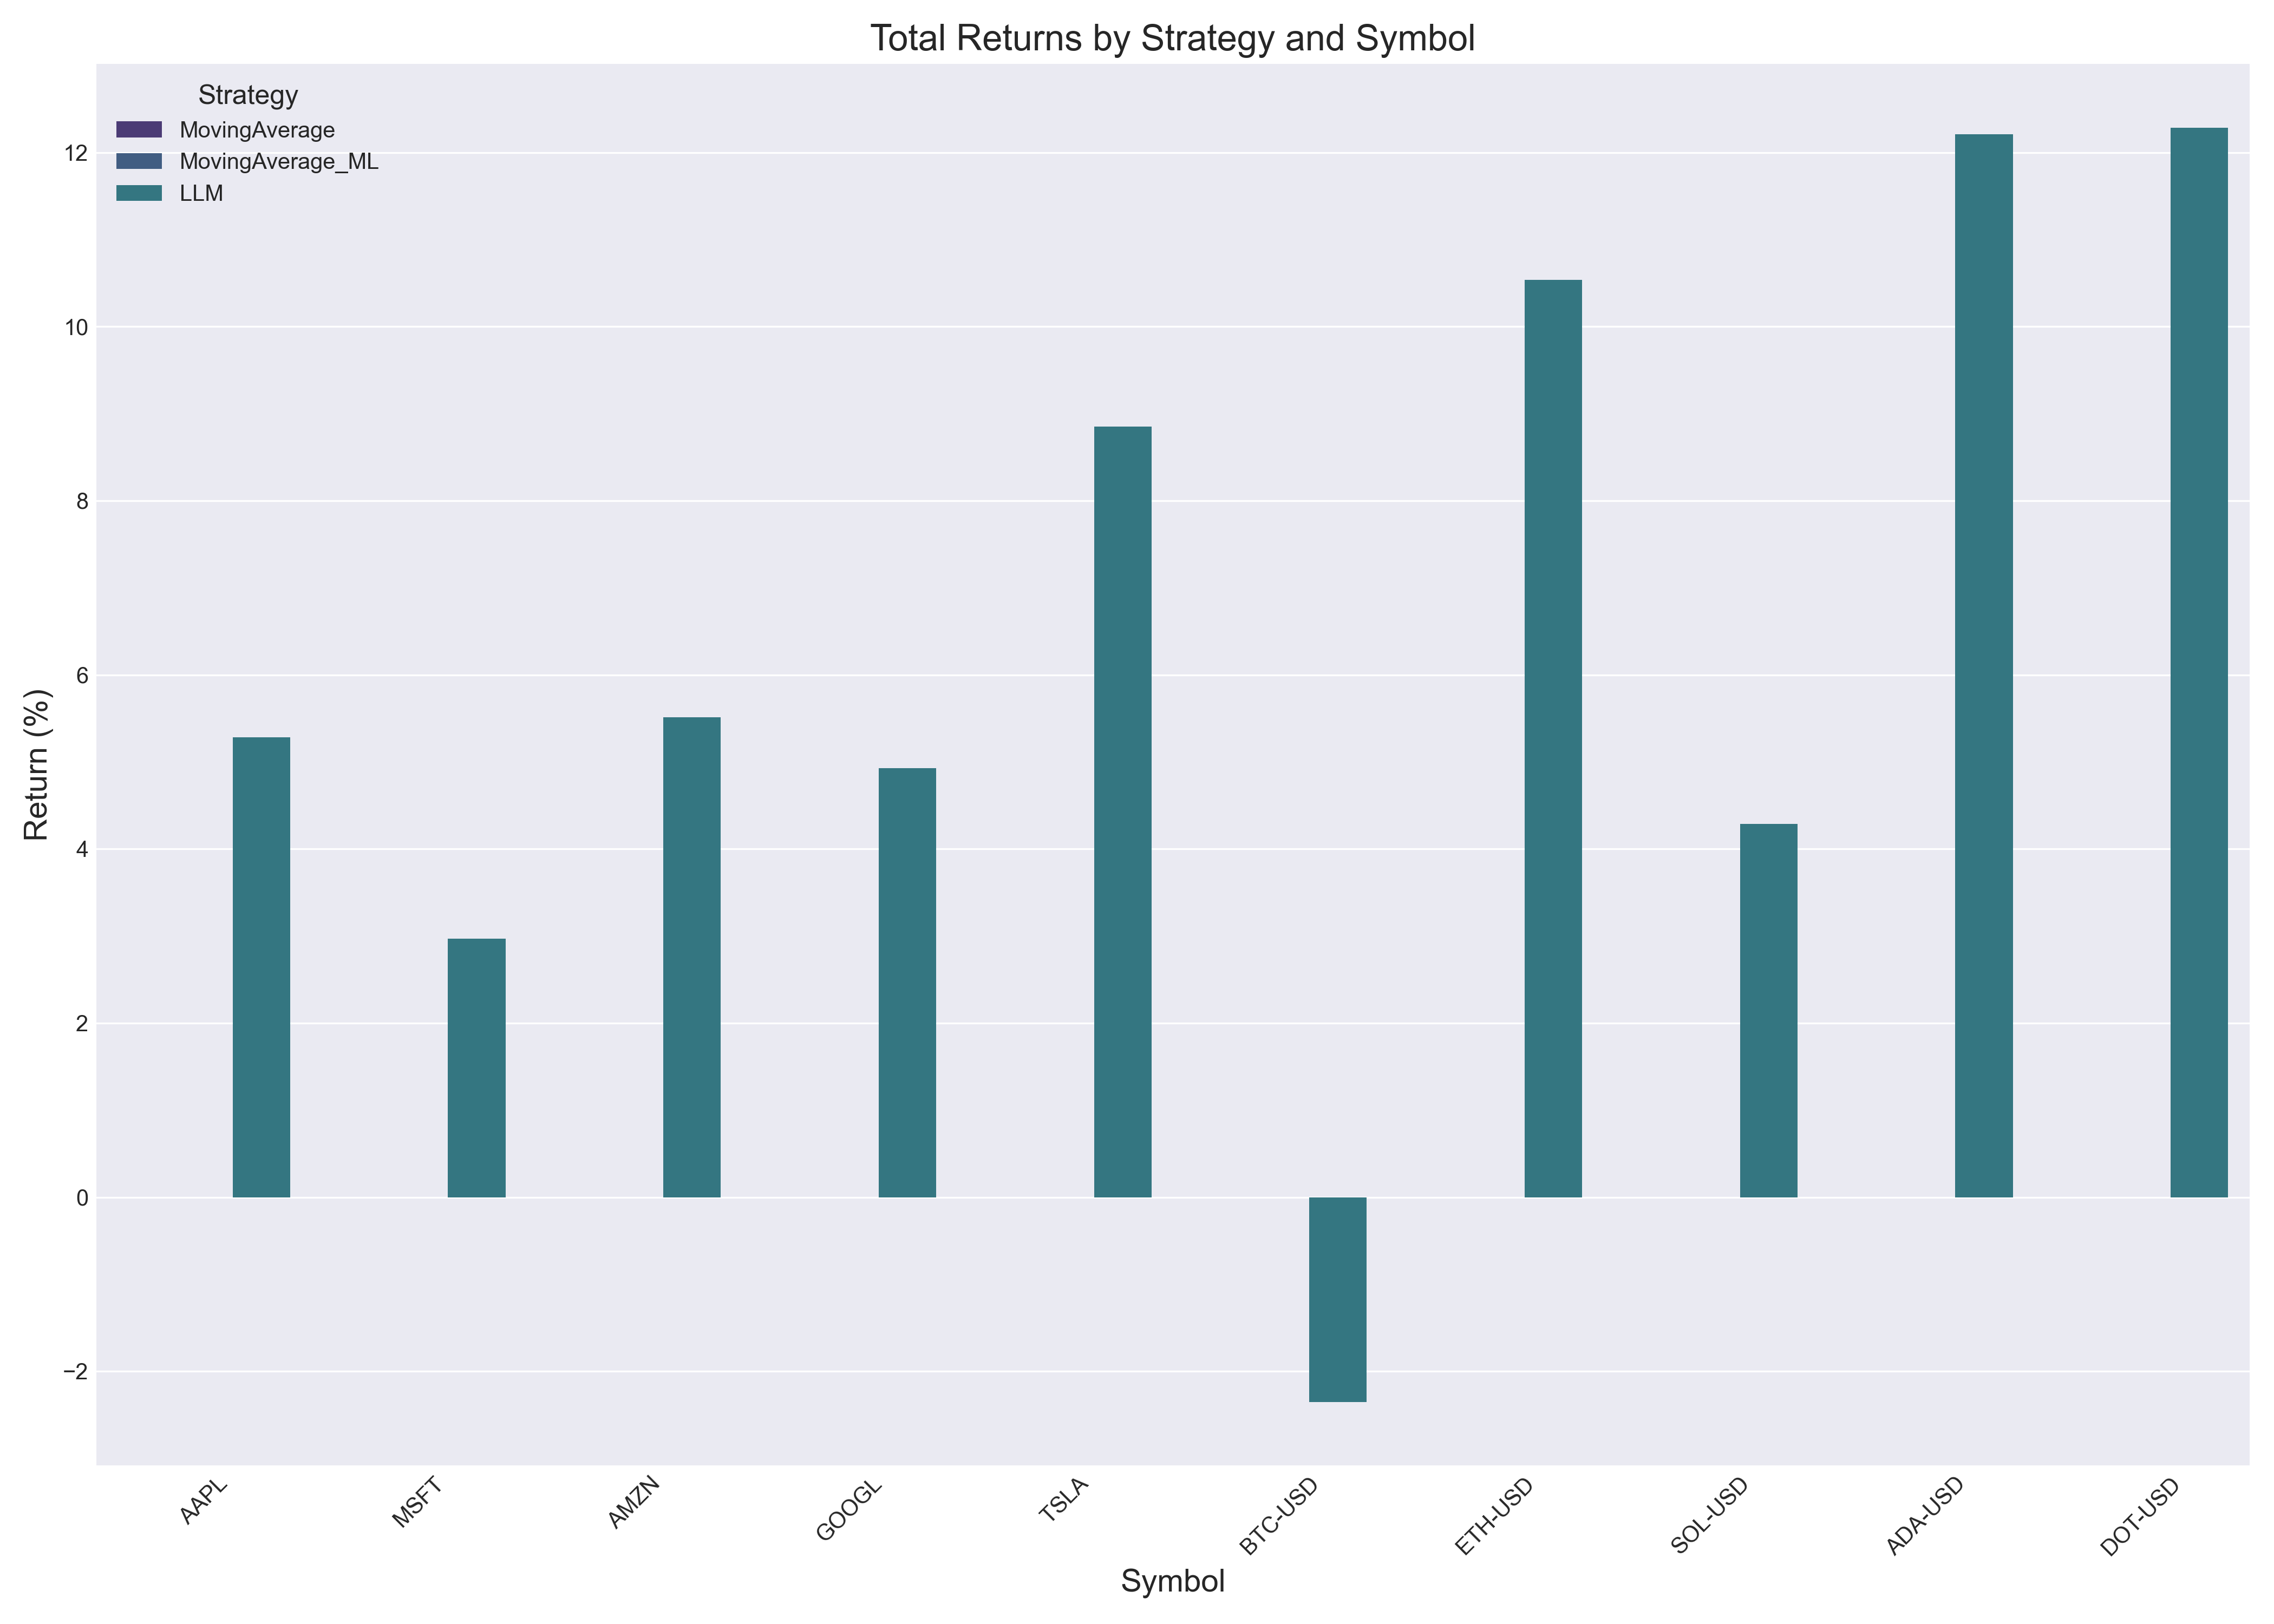 Total Returns by Strategy and Symbol
Strategy
MovingAverage
MovingAverage_ML
LLM
Return (%)
12
10
8
6
4
2
0
−2
AAPL
MSFT
AMZN
GOOGL
TSLA
BTC-USD
ETH-USD
SOL-USD
ADA-USD
DOT-USD
Symbol